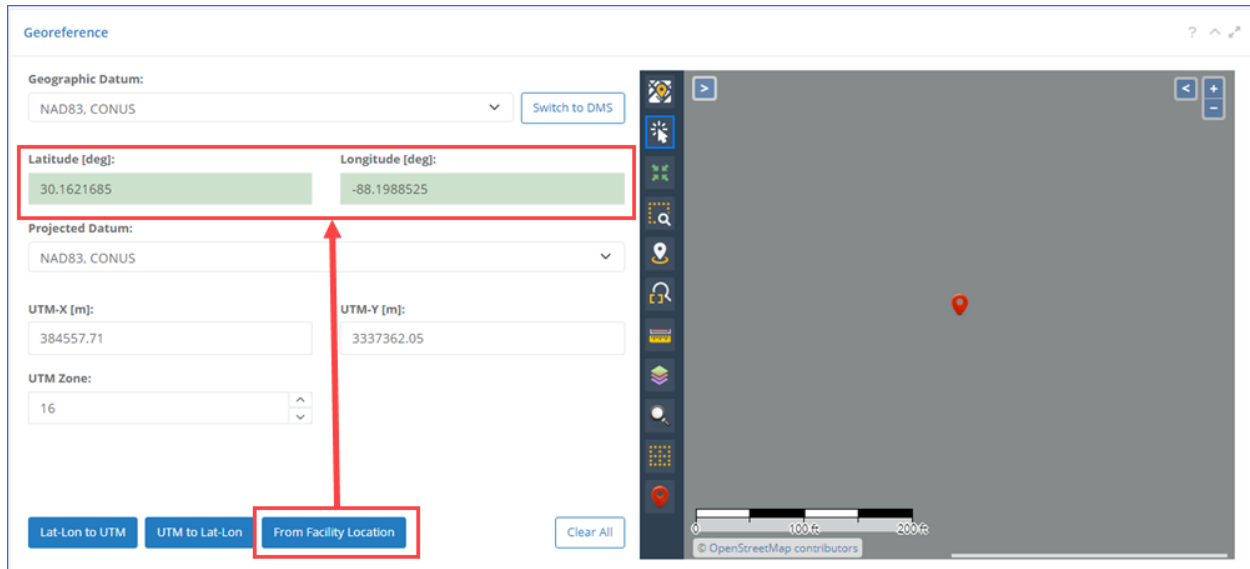 Georeference
?
Geographic Datum:
NAD83, CONUS
Switch to DMS
Latitude [deg]:
Longitude [deg]:
30.1621685
-88.1988525
Projected Datum:
NAD83, CONUS
UTM-X [m]:
UTM-Y [m]:
384557.71
3337362.05
UTM Zone:
16
Lat-Lon to UTM
UTM to Lat-Lon
From Facility Location
Clear All
>
<
+
−
0 100 ft 200 ft
© OpenStreetMap contributors